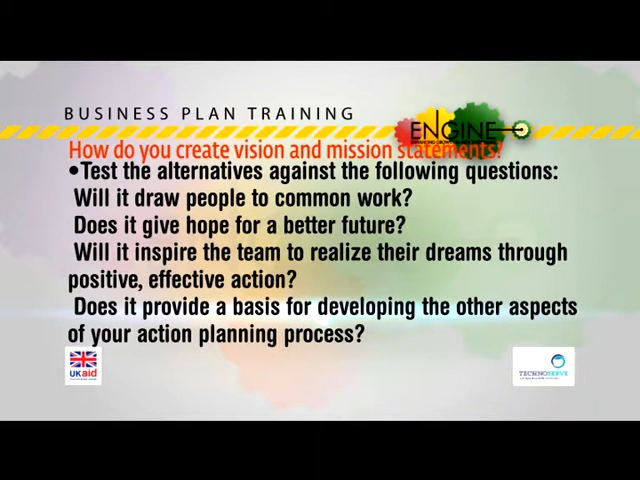 BUSINESS PLAN TRAINING
ENGINE
How do you create vision and mission statements?
•Test the alternatives against the following questions:
Will it draw people to common work?
Does it give hope for a better future?
Will it inspire the team to realize their dreams through
positive, effective action?
Does it provide a basis for developing the other aspects
of your action planning process?
UKaid
TECHNOSERVE